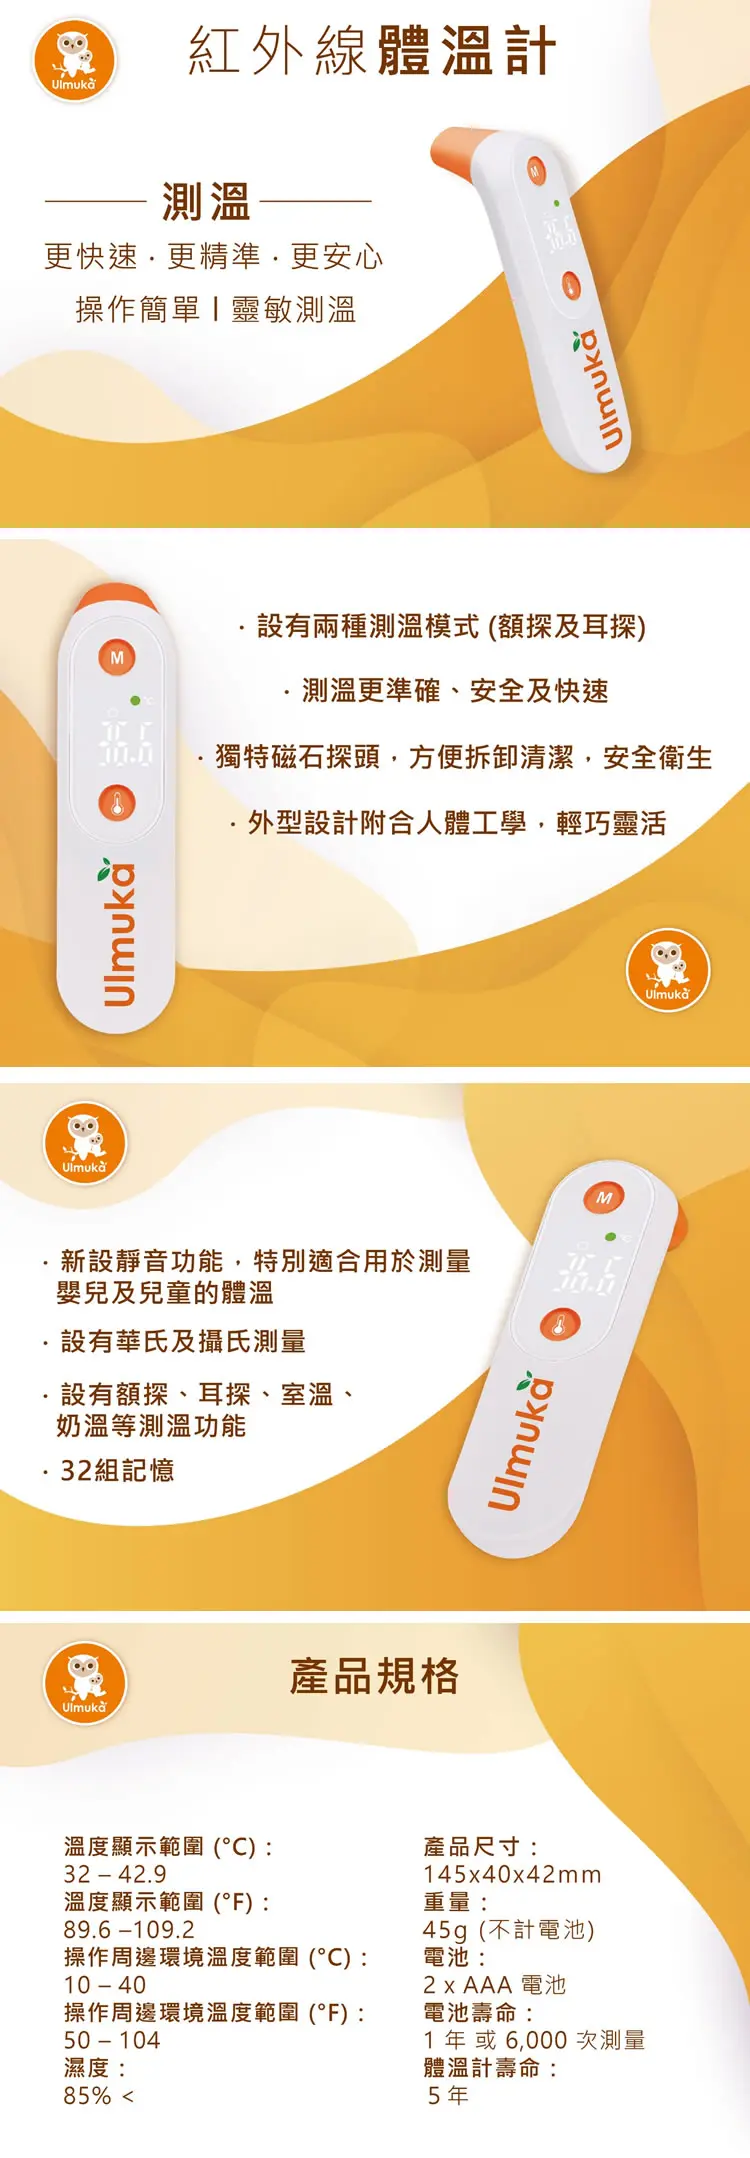 Ulmuka
紅外線體溫計
測溫
更快速．更精準．更安心
操作簡單 | 靈敏測溫
M
36.6
Ulmuka
· 設有兩種測溫模式 (額探及耳探)
· 測溫更準確、安全及快速
· 獨特磁石探頭，方便拆卸清潔，安全衛生
· 外型設計附合人體工學，輕巧靈活
M
°C
36.6
Ulmuka
Ulmuka
Ulmuka
· 新設靜音功能，特別適合用於測量
嬰兒及兒童的體溫
· 設有華氏及攝氏測量
· 設有額探、耳探、室溫、
奶溫等測溫功能
· 32組記憶
M
°C
36.6
Ulmuka
Ulmuka
產品規格
溫度顯示範圍 (°C) :
32 – 42.9
溫度顯示範圍 (°F) :
89.6 –109.2
操作周邊環境溫度範圍 (°C) :
10 – 40
操作周邊環境溫度範圍 (°F) :
50 – 104
濕度 :
85% <
產品尺寸 :
145x40x42mm
重量 :
45g (不計電池)
電池 :
2 x AAA 電池
電池壽命 :
1 年 或 6,000 次測量
體溫計壽命 :
5 年